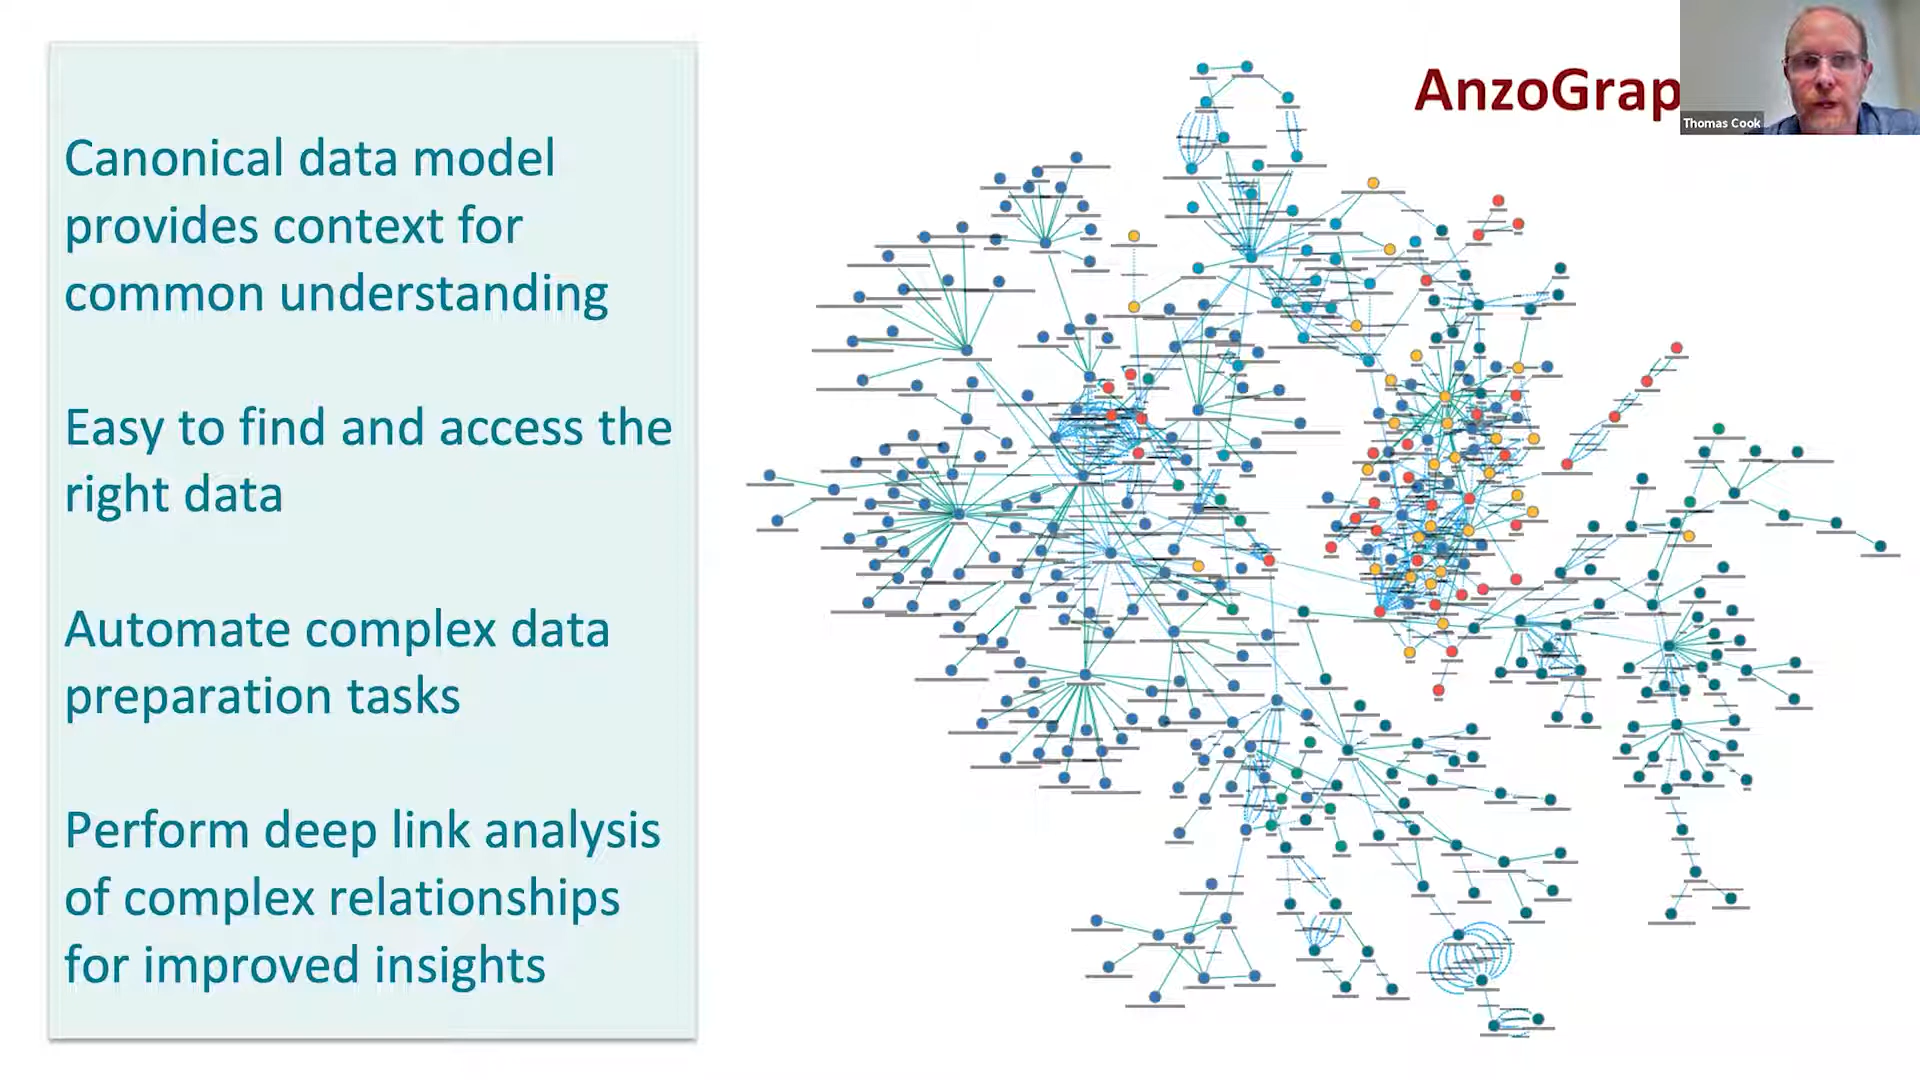 Canonical data model
provides context for
common understanding
Easy to find and access the
right data
Automate complex data
preparation tasks
Perform deep link analysis
of complex relationships
for improved insights
AnzoGrap
Thomas Cook